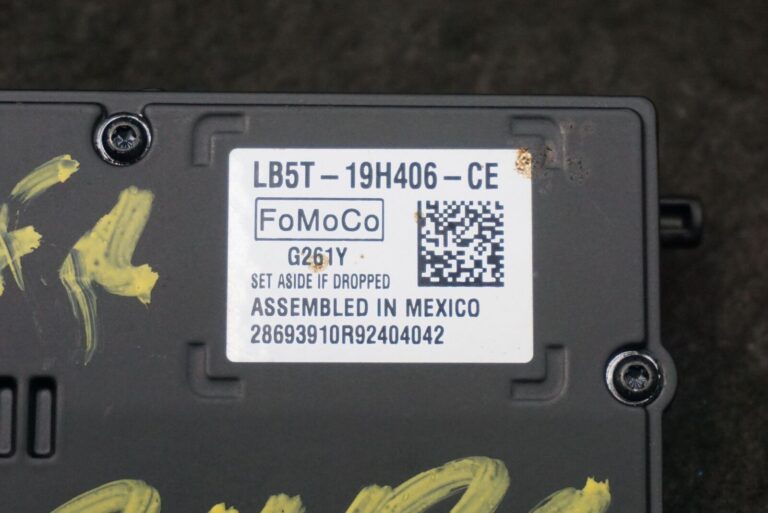 LB5T-19H406-CE
FoMoCo
G261Y
SET ASIDE IF DROPPED
ASSEMBLED IN MEXICO
28693910R92404042